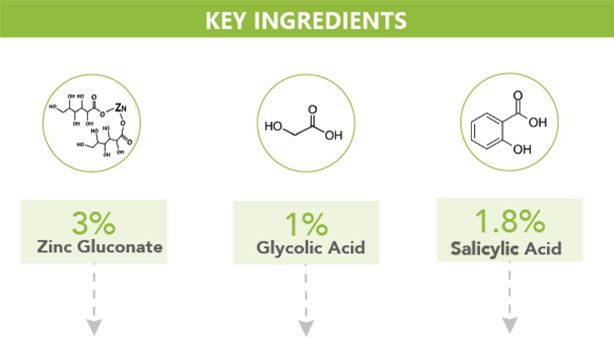 KEY INGREDIENTS
OH HO
O
HO
O
ZN
OH OH
O
HO
O
HO
OH
OH
O
HO
OH
O
OH
OH
3%
Zinc Gluconate
1%
Glycolic Acid
1.8%
Salicylic Acid